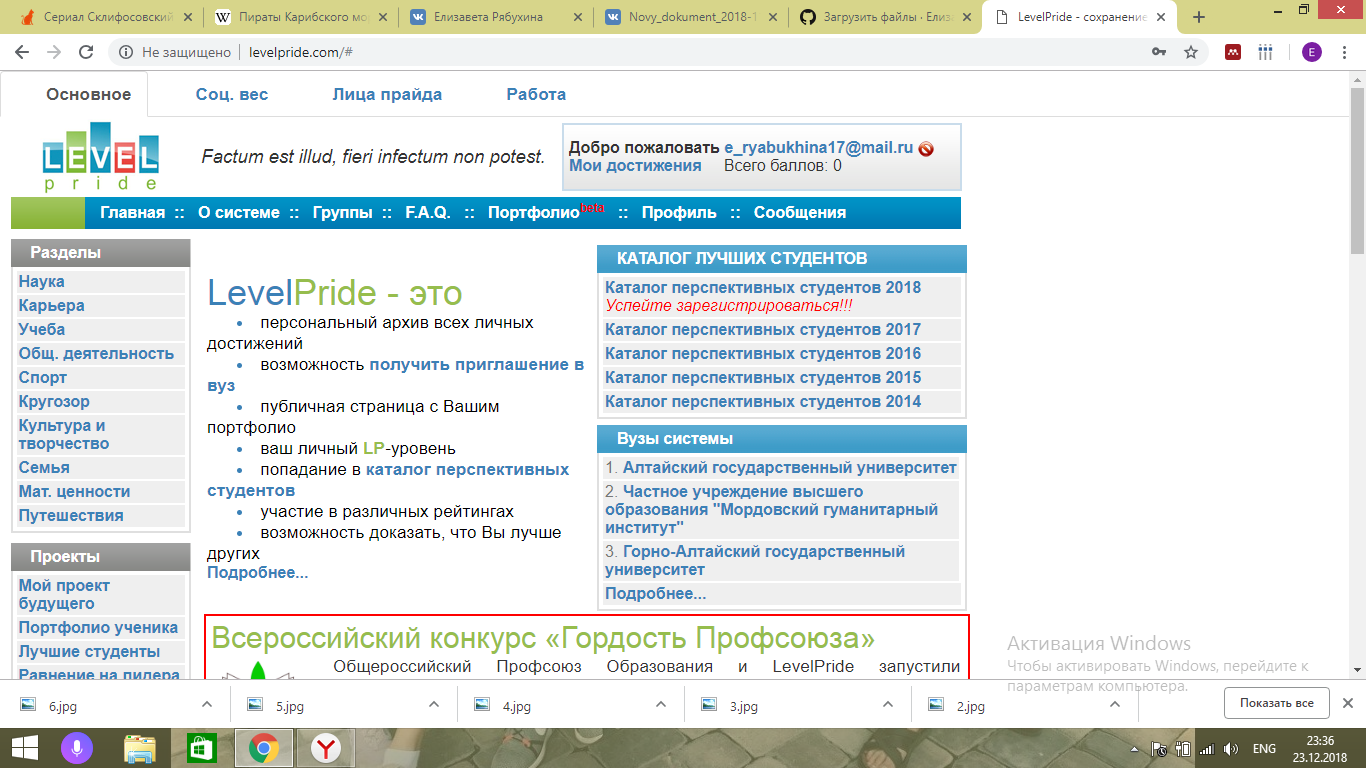 Сериал Склифосовский
Пираты Карибского мо
Елизавета Рябухина
Novy_dokument_2018-1
Загрузить файлы · Елиз
LevelPride - сохранение
Не защищено
levelpride.com/#
E
Основное
Соц. вес
Лица прайда
Работа
LEVEL
pride
Factum est illud, fieri infectum non potest.
Добро пожаловать e_ryabukhina17@mail.ru
Мои достижения Всего баллов: 0
Главная :: О системе :: Группы :: F.A.Q. :: Портфолио beta :: Профиль :: Сообщения
Разделы
Наука
Карьера
Учеба
Общ. деятельность
Спорт
Кругозор
Культура и
творчество
Семья
Мат. ценности
Путешествия
Проекты
Мой проект
будущего
Портфолио ученика
Лучшие студенты
Равнение на лидера
LevelPride - это
• персональный архив всех личных
достижений
• возможность получить приглашение в
вуз
• публичная страница с Вашим
портфолио
• ваш личный LP-уровень
• попадание в каталог перспективных
студентов
• участие в различных рейтингах
• возможность доказать, что Вы лучше
других
Подробнее...
КАТАЛОГ ЛУЧШИХ СТУДЕНТОВ
Каталог перспективных студентов 2018
Успейте зарегистрироваться!!!
Каталог перспективных студентов 2017
Каталог перспективных студентов 2016
Каталог перспективных студентов 2015
Каталог перспективных студентов 2014
Вузы системы
1. Алтайский государственный университет
2. Частное учреждение высшего
образования "Мордовский гуманитарный
институт"
3. Горно-Алтайский государственный
университет
Подробнее...
Всероссийский конкурс «Гордость Профсоюза»
Общероссийский Профсоюз Образования и LevelPride запустили
Активация Windows
Чтобы активировать Windows, перейдите к
параметрам компьютера.
6.jpg
5.jpg
4.jpg
3.jpg
2.jpg
Показать все
ENG
23:36
23.12.2018